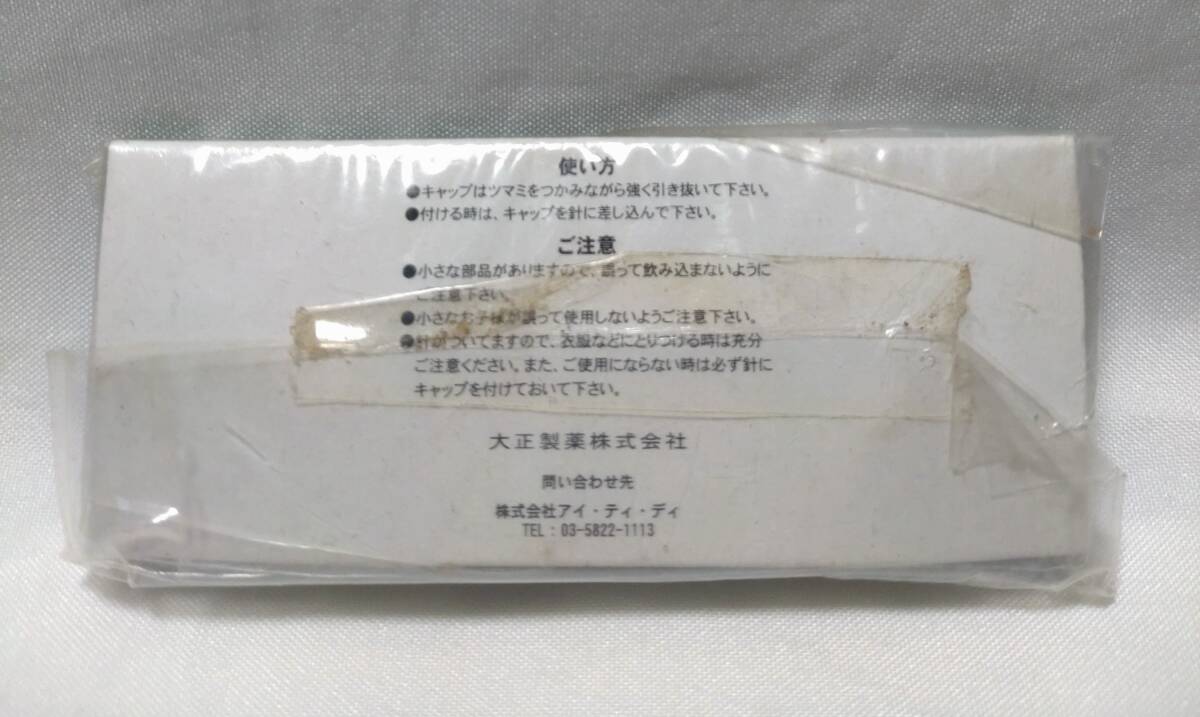 使い方
●キャップはツマミをつかみながら強く引き抜いて下さい。
●付ける時は、キャップを針に差し込んで下さい。
ご注意
●小さな部品がありますので、誤って飲み込まないように
ご注意下さい。
●小さなお子様が誤って使用しないようご注意下さい。
●針がついてますので、衣服などにとりつける時は充分
ご注意ください。また、ご使用にならない時は必ず針に
キャップを付けておいて下さい。
大正製薬株式会社
問い合わせ先
株式会社アイ・ティ・ディ
TEL : 03-5822-1113